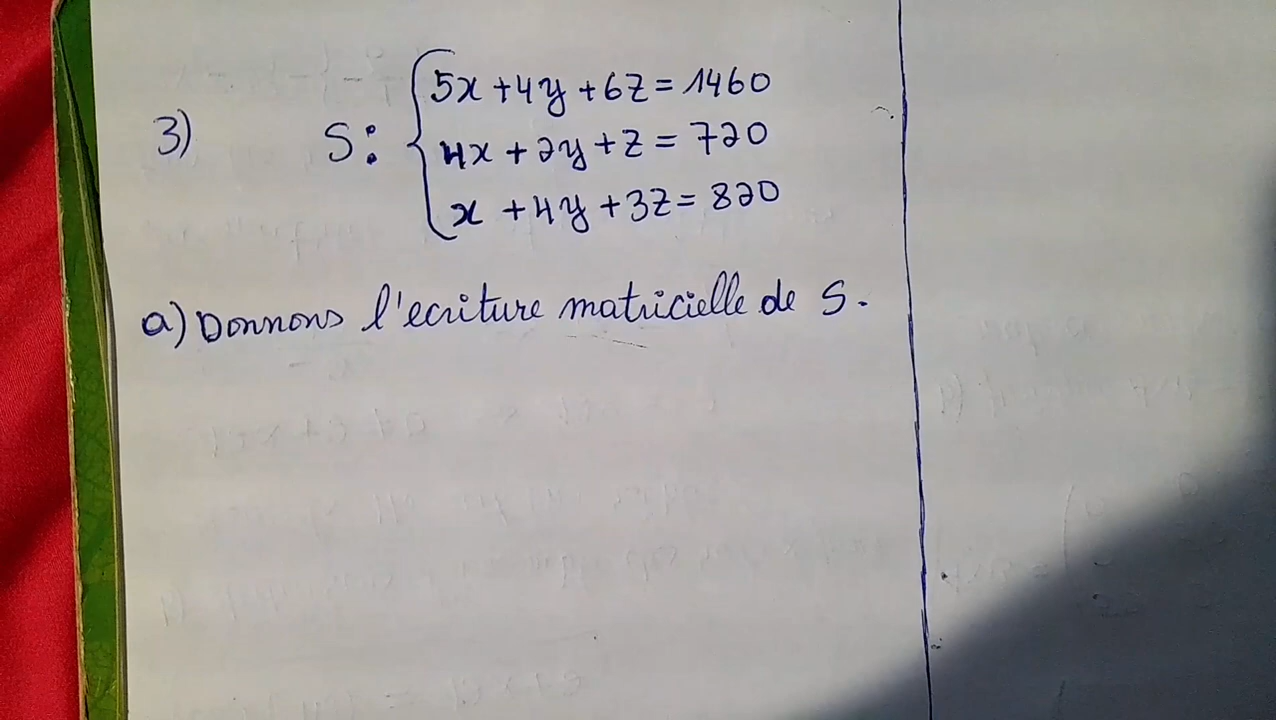 3) S: { 5x + 4y + 6z = 1460
4x + 2y + z = 720
x + 4y + 3z = 820
a) Donnons l'ecriture matricielle de S.